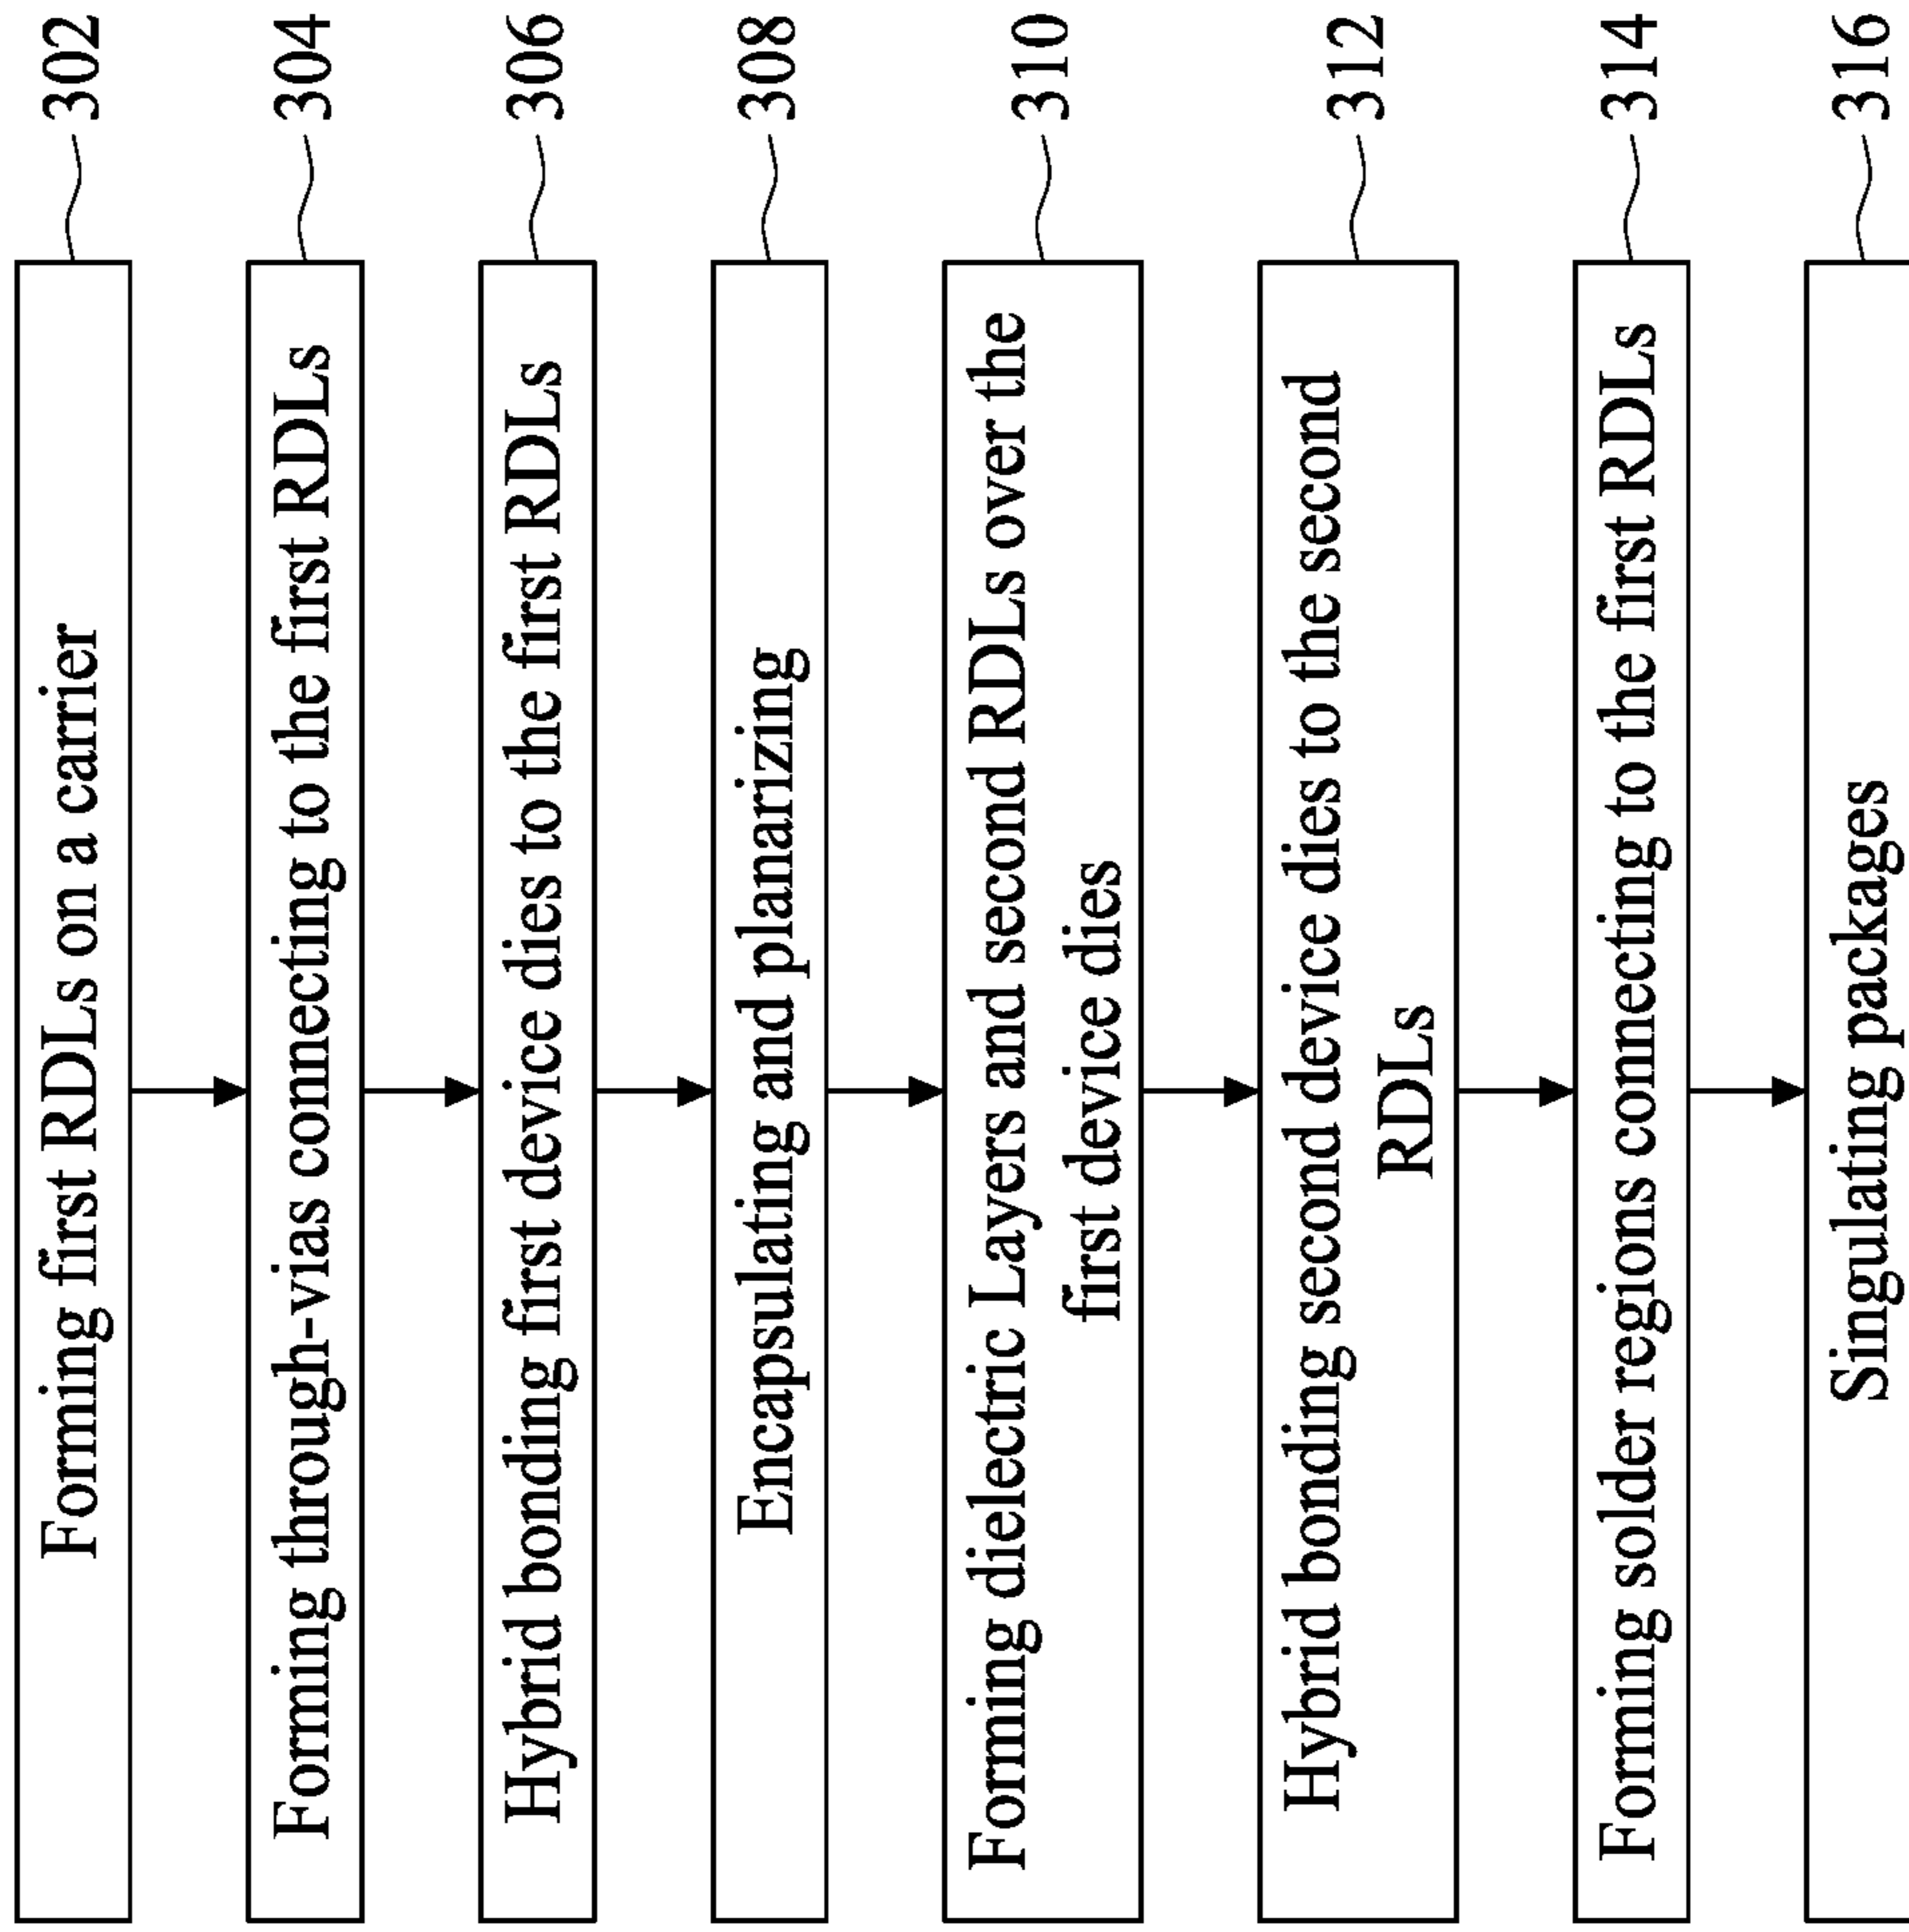 Forming first RDLs on a carrier
302
Forming through-vias connecting to the first RDLs
304
Hybrid bonding first device dies to the first RDLs
306
Encapsulating and planarizing
308
Forming dielectric Layers and second RDLs over the
first device dies
310
Hybrid bonding second device dies to the second
RDLs
312
Forming solder regions connecting to the first RDLs
314
Singulating packages
316